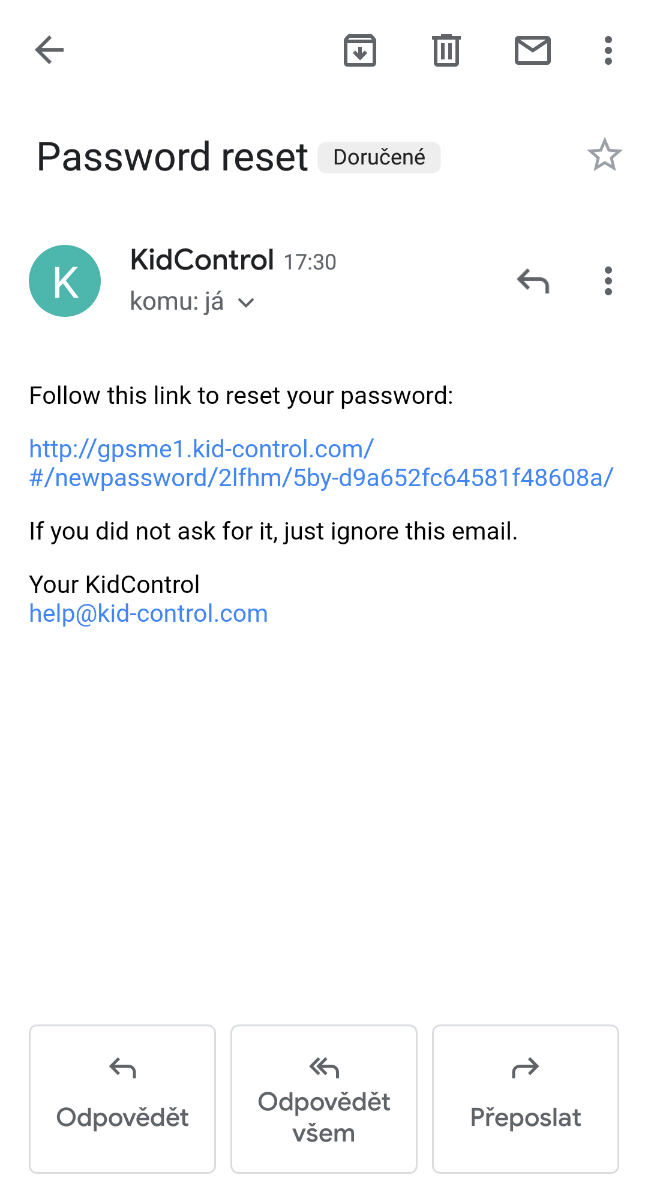 Password reset Doručené
K
KidControl 17:30
komu: já
Follow this link to reset your password:
http://gpsme1.kid-control.com/
#/newpassword/2lfhm/5by-d9a652fc64581f48608a/
If you did not ask for it, just ignore this email.
Your KidControl
help@kid-control.com
Odpovědět
Odpovědět
všem
Přeposlat